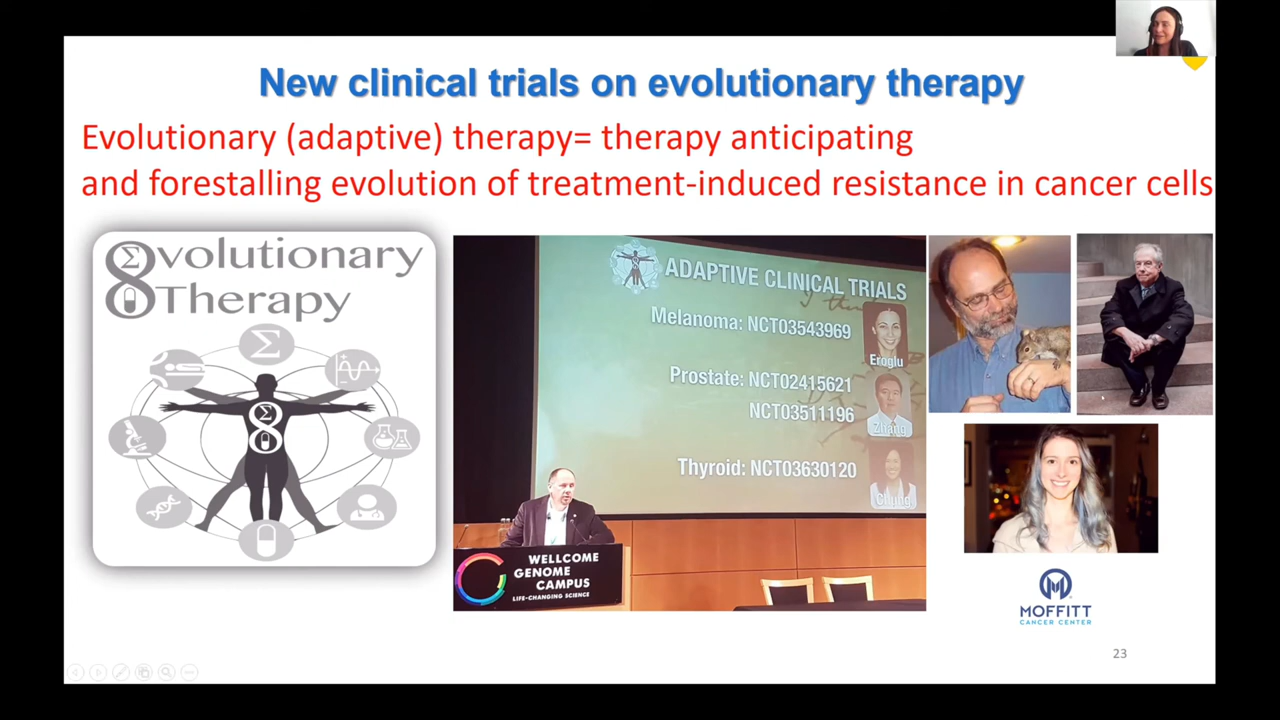 New clinical trials on evolutionary therapy
Evolutionary (adaptive) therapy= therapy anticipating
and forestalling evolution of treatment-induced resistance in cancer cells
volutionary
Therapy
Σ
Σ
Σ
ADAPTIVE CLINICAL TRIALS
Melanoma: NCT03543969
Eroglu
Prostate: NCT02415621
NCT03511196
Zhang
Thyroid: NCT03630120
Chung
WELLCOME
GENOME
CAMPUS
LIFE-CHANGING SCIENCE
MOFFITT
CANCER CENTER
23